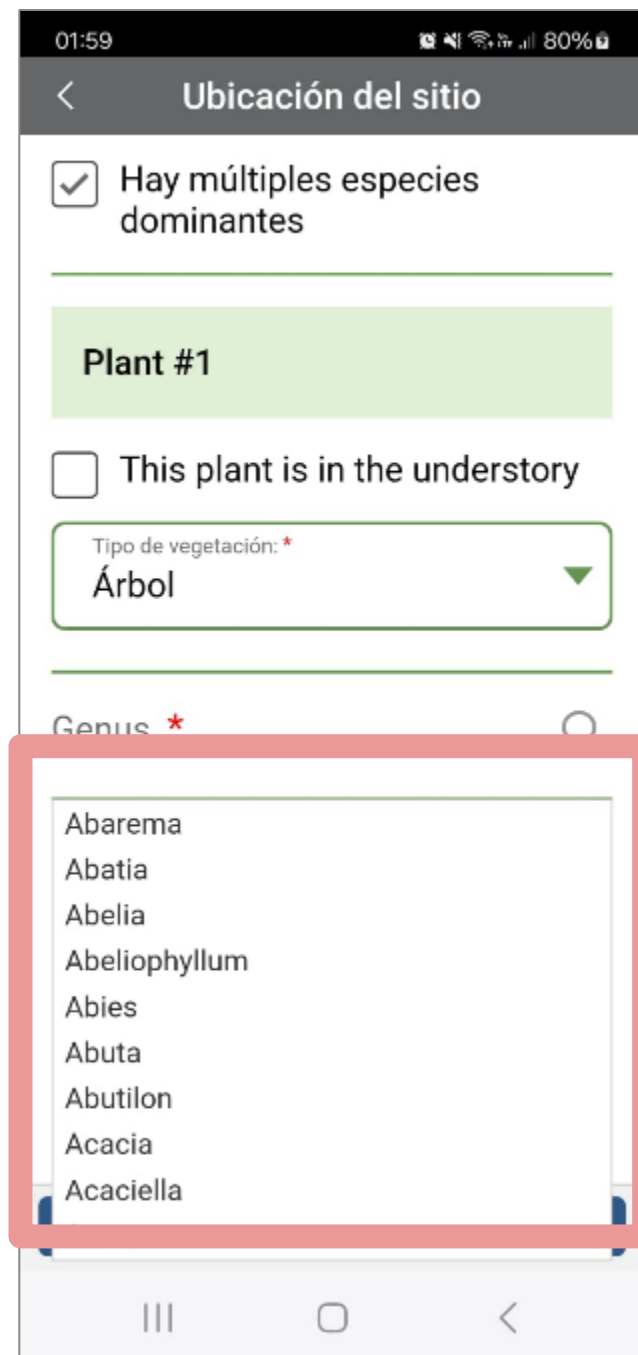 01:59
80%
Ubicación del sitio
Hay múltiples especies
dominantes
Plant #1
This plant is in the understory
Tipo de vegetación: *
Árbol
Genus *
Abarema
Abatia
Abelia
Abeliophyllum
Abies
Abuta
Abutilon
Acacia
Acaciella